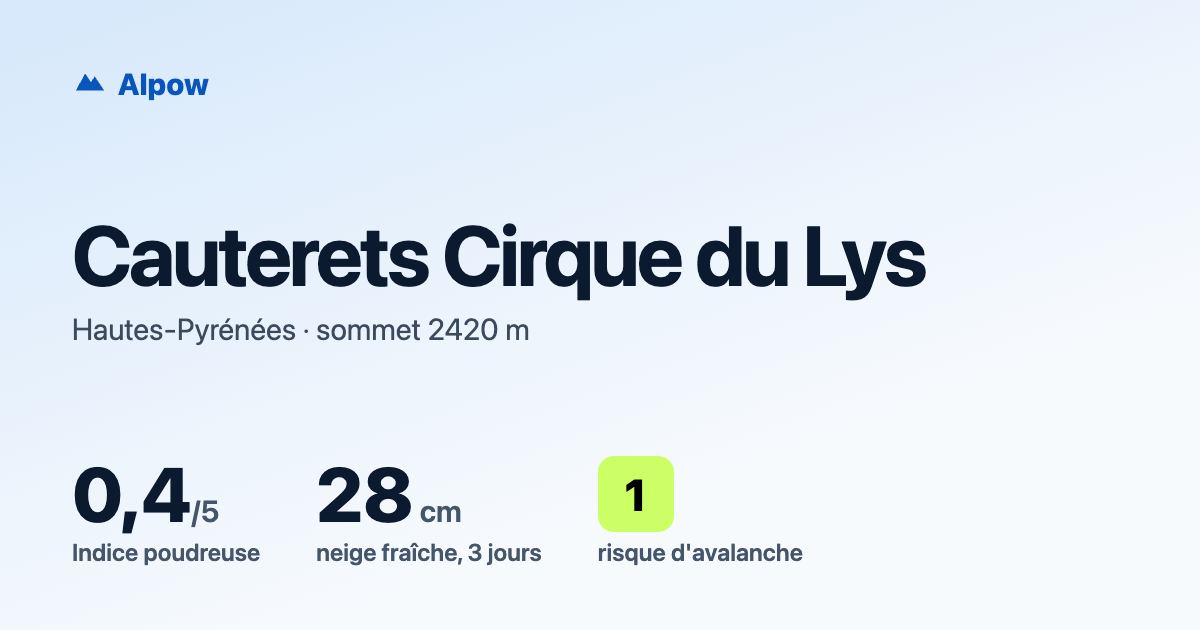 Alpow
Cauterets Cirque du Lys
Hautes-Pyrénées · sommet 2420 m
0,4/5
Indice poudreuse
28 cm
neige fraîche, 3 jours
1
risque d'avalanche